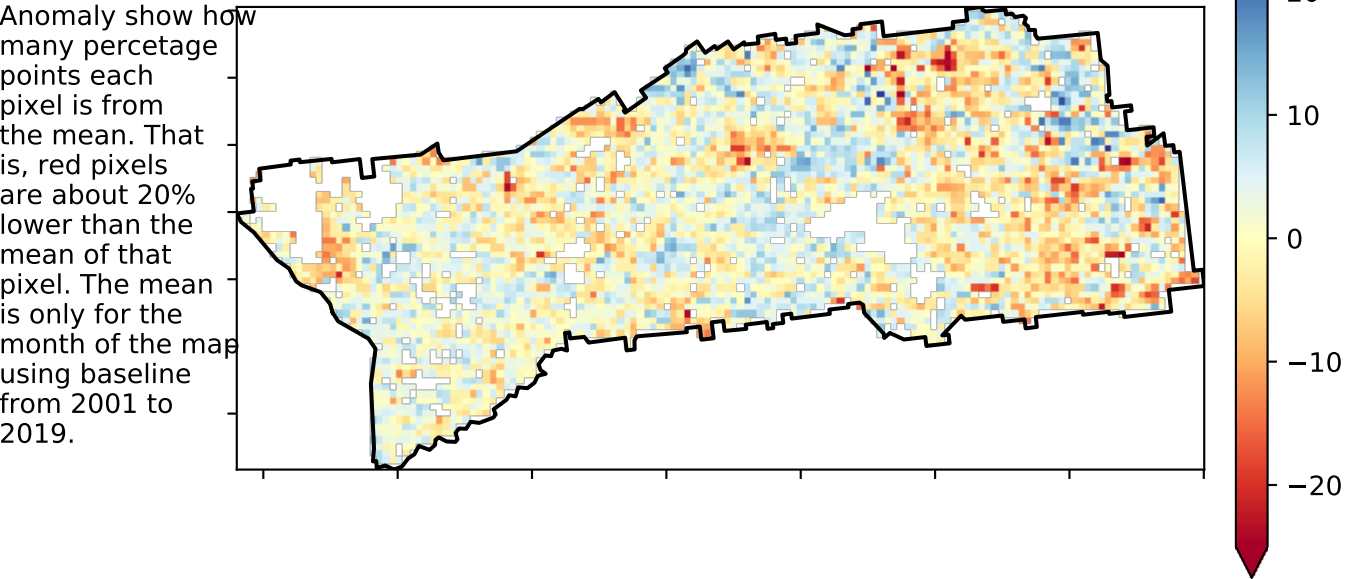 Anomaly show how
many percetage
points each
pixel is from
the mean. That
is, red pixels
are about 20%
lower than the
mean of that
pixel. The mean
is only for the
month of the map
using baseline
from 2001 to
2019.
10
0
−10
−20